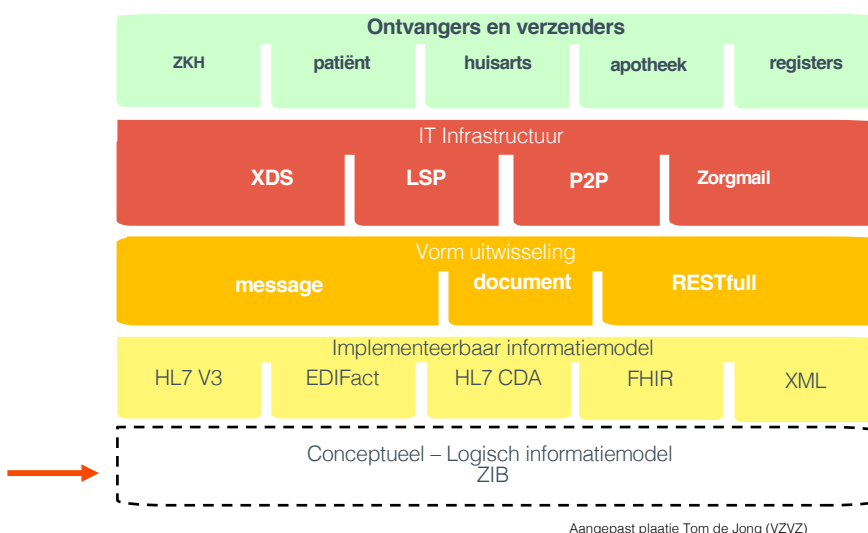 Ontvangers en verzenders
ZKH patiënt huisarts apotheek registers
IT Infrastructuur
XDS LSP P2P Zorgmail
Vorm uitwisseling
message document RESTfull
Implementeerbaar informatiemodel
HL7 V3 EDIFact HL7 CDA FHIR XML
Conceptueel – Logisch informatiemodel
ZIB
Aangepast plaatje Tom de Jong (VZVZ)